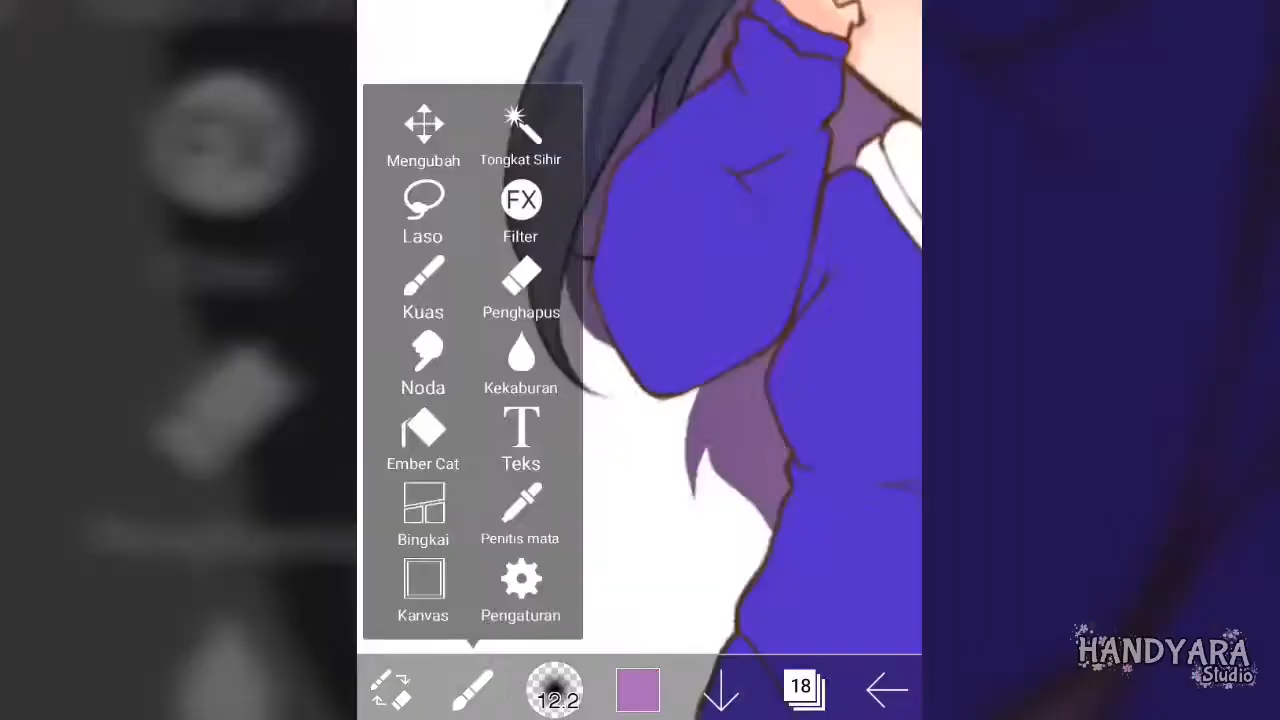 Mengubah
Tongkat Sihir
Laso
FX
Filter
Kuas
Penghapus
Noda
Kekaburan
Ember Cat
T
Teks
Bingkai
Penitis mata
Kanvas
Pengaturan
12.2
18
HANDYARA
Studio